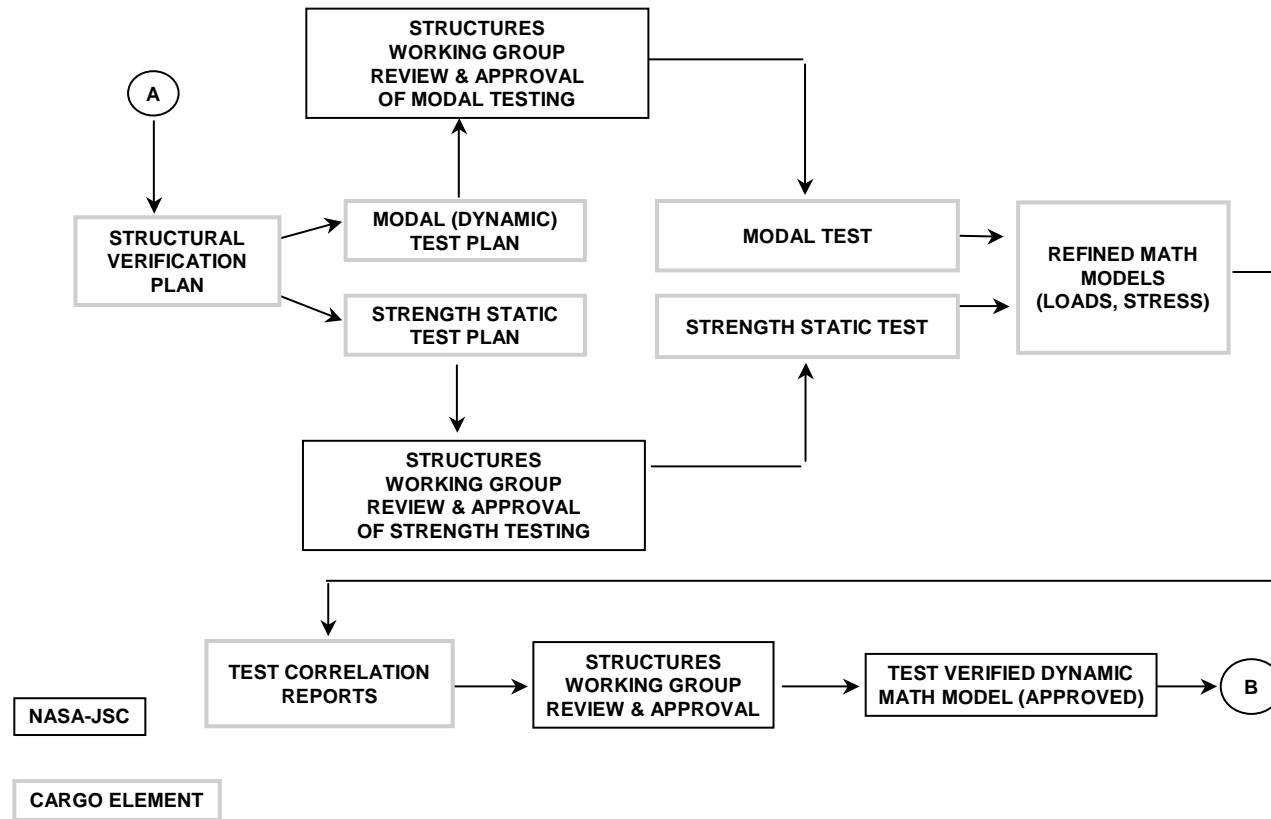 STRUCTURES
WORKING GROUP
REVIEW & APPROVAL
OF MODAL TESTING
A
STRUCTURAL
VERIFICATION
PLAN
MODAL (DYNAMIC)
TEST PLAN
STRENGTH STATIC
TEST PLAN
MODAL TEST
STRENGTH STATIC TEST
REFINED MATH
MODELS
(LOADS, STRESS)
STRUCTURES
WORKING GROUP
REVIEW & APPROVAL
OF STRENGTH TESTING
TEST CORRELATION
REPORTS
STRUCTURES
WORKING GROUP
REVIEW & APPROVAL
TEST VERIFIED DYNAMIC
MATH MODEL (APPROVED)
B
NASA-JSC
CARGO ELEMENT